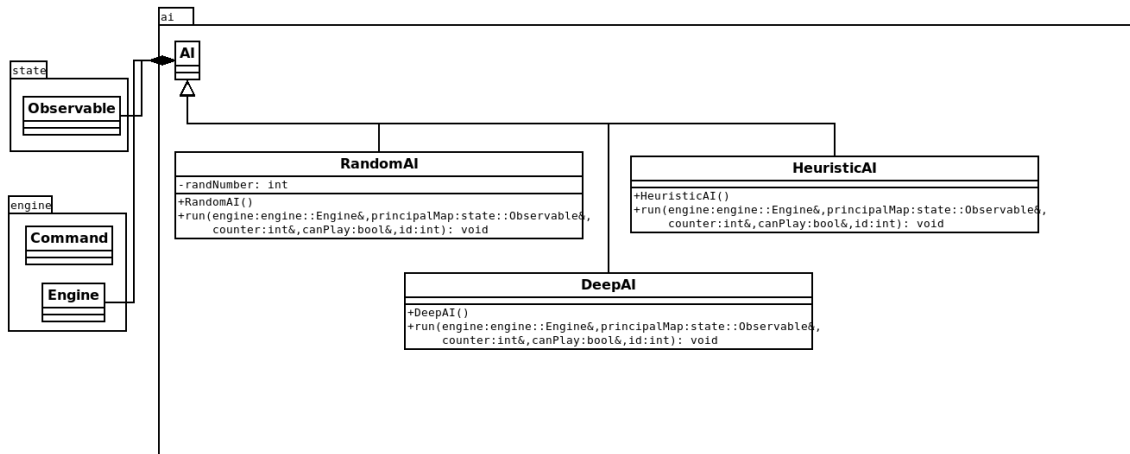 ai
AI
state
Observable
engine
Command
Engine
RandomAI
-randNumber: int
+RandomAI()
+run(engine:engine::Engine&,principalMap:state::Observable&,
counter:int&,canPlay:bool&,id:int): void
HeuristicAI
+HeuristicAI()
+run(engine:engine::Engine&,principalMap:state::Observable&,
counter:int&,canPlay:bool&,id:int): void
DeepAI
+DeepAI()
+run(engine:engine::Engine&,principalMap:state::Observable&,
counter:int&,canPlay:bool&,id:int): void